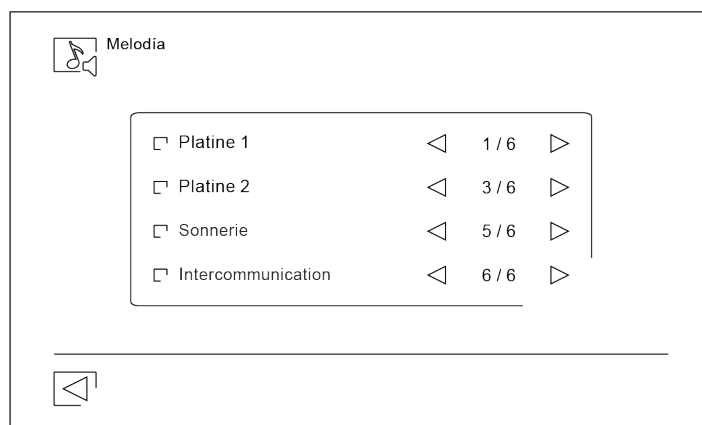 Melodía
Platine 1 1 / 6
Platine 2 3 / 6
Sonnerie 5 / 6
Intercommunication 6 / 6